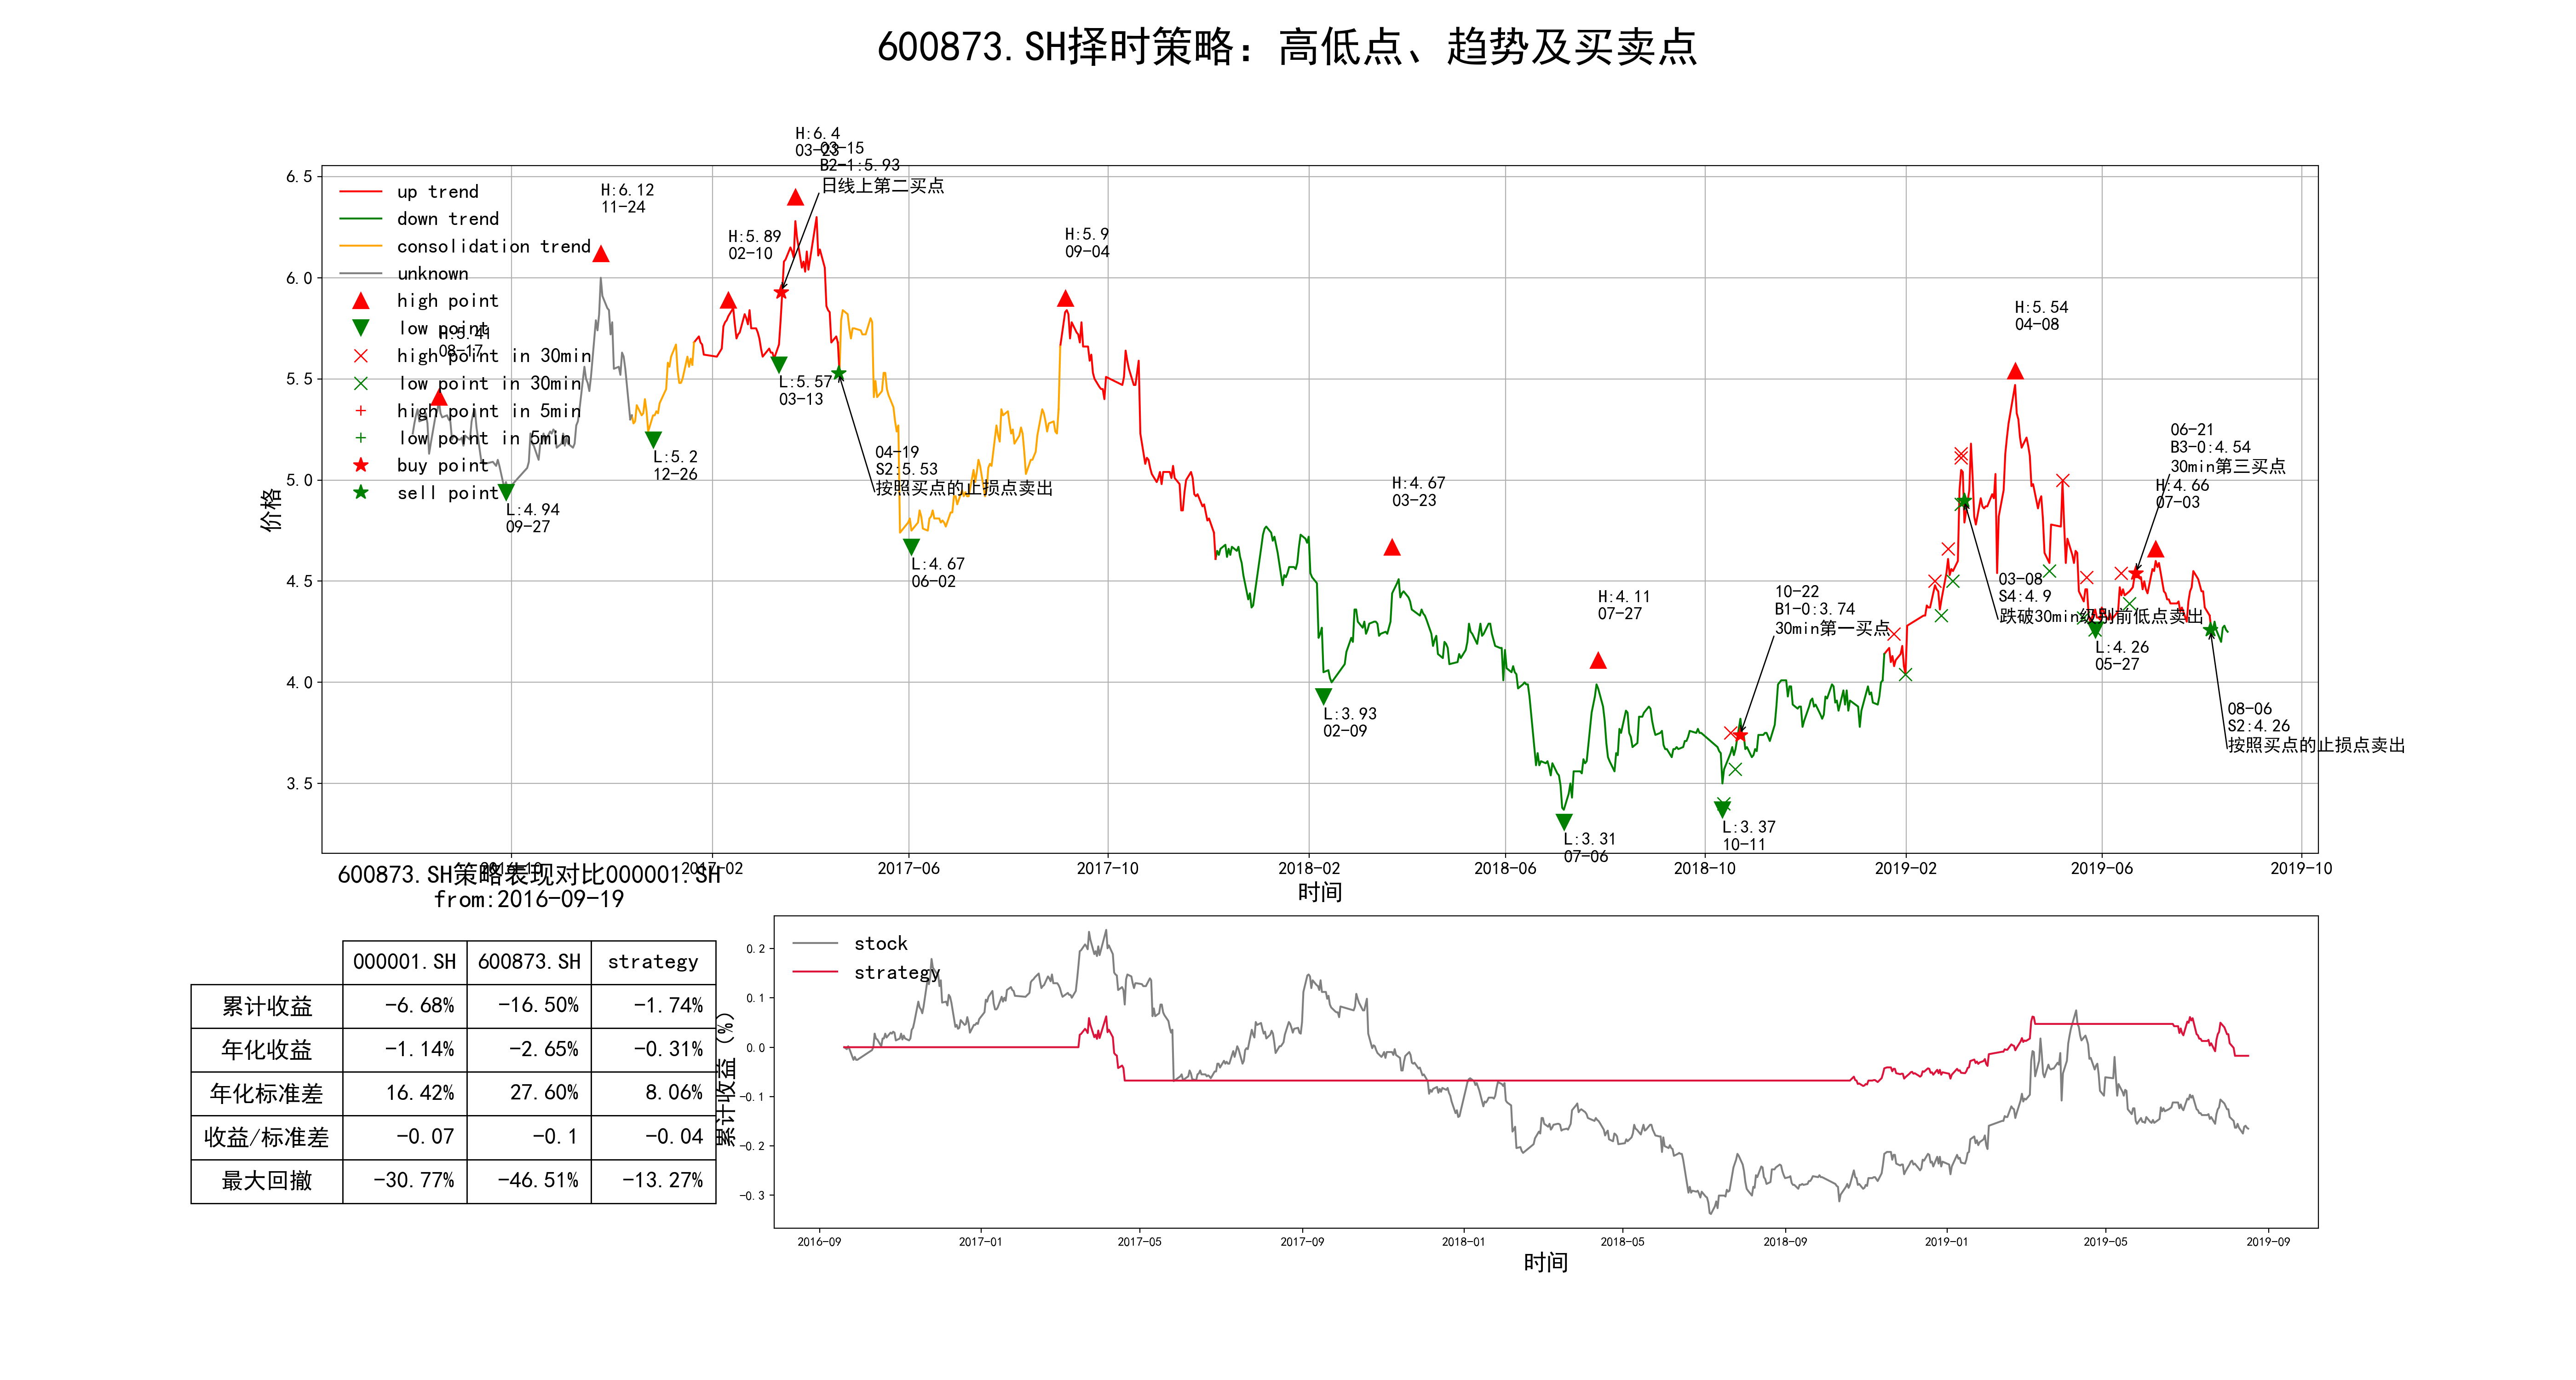 600873.SH择时策略：高低点、趋势及买卖点
H:6.4
03-23
03-15
B2-1:5.93
日线上第二买点
H:6.12
11-24
H:5.89
02-10
H:5.9
09-04
up trend
down trend
consolidation trend
unknown
high point
low point
high point in 30min
low point in 30min
high point in 5min
low point in 5min
buy point
sell point
H:5.41
08-17
L:4.94
09-27
L:5.2
12-26
L:5.57
03-13
04-19
S2:5.53
按照买点的止损点卖出
L:4.67
06-02
H:4.67
03-23
L:3.93
02-09
H:4.11
07-27
L:3.31
07-06
10-22
B1-0:3.74
30min第一买点
L:3.37
10-11
H:5.54
04-08
03-08
S4:4.9
跌破30min级别前低点卖出
06-21
B3-0:4.54
30min第三买点
H:4.66
07-03
L:4.26
05-27
08-06
S2:4.26
按照买点的止损点卖出
价格
6.5
6.0
5.5
5.0
4.5
4.0
3.5
2016-10
2017-02
2017-06
2017-10
2018-02
2018-06
2018-10
2019-02
2019-06
2019-10
时间
600873.SH策略表现对比000001.SH
from:2016-09-19
000001.SH 600873.SH strategy
累计收益 -6.68% -16.50% -1.74%
年化收益 -1.14% -2.65% -0.31%
年化标准差 16.42% 27.60% 8.06%
收益/标准差 -0.07 -0.1 -0.04
最大回撤 -30.77% -46.51% -13.27%
累计收益（%）
0.2
0.1
0.0
-0.1
-0.2
-0.3
stock
strategy
2016-09
2017-01
2017-05
2017-09
2018-01
2018-05
2018-09
2019-01
2019-05
2019-09
时间